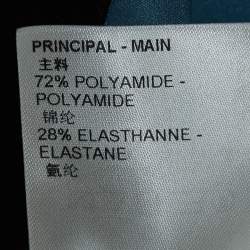 PRINCIPAL - MAIN
主料
72% POLYAMIDE -
POLYAMIDE
锦纶
28% ELASTHANNE -
ELASTANE
氨纶